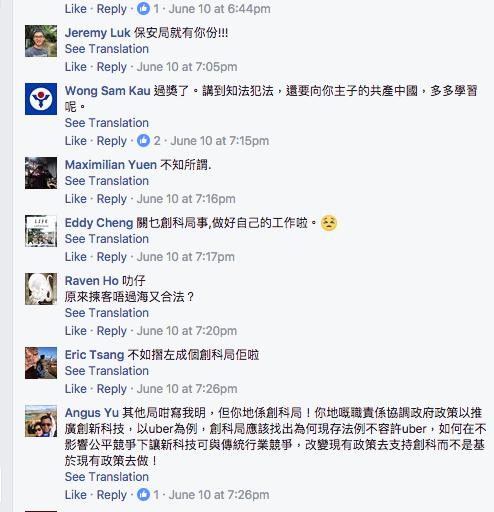 Like · Reply · 1 · June 10 at 6:44pm
Jeremy Luk 保安局就有你份!!!
See Translation
Like · Reply · June 10 at 7:05pm
Wong Sam Kau 過獎了。講到知法犯法，還要向你主子的共產中國，多多學習
呢。
See Translation
Like · Reply · 2 · June 10 at 7:15pm
Maximilian Yuen 不知所謂.
See Translation
Like · Reply · June 10 at 7:16pm
Eddy Cheng 關乜創科局事,做好自己的工作啦。😣
See Translation
Like · Reply · June 10 at 7:17pm
Raven Ho 叻仔
原來揀客唔過海又合法？
See Translation
Like · Reply · June 10 at 7:20pm
Eric Tsang 不如摺左成個創科局佢啦
See Translation
Like · Reply · June 10 at 7:26pm
Angus Yu 其他局咁寫我明，但你地係創科局！你地嘅職責係協調政府政策以推
廣創新科技，以uber為例，創科局應該找出為何現存法例不容許uber，如何在不
影響公平競爭下讓新科技可與傳統行業競爭，改變現有政策去支持創科而不是基
於現有政策去做！
See Translation
Like · Reply · 1 · June 10 at 7:26pm